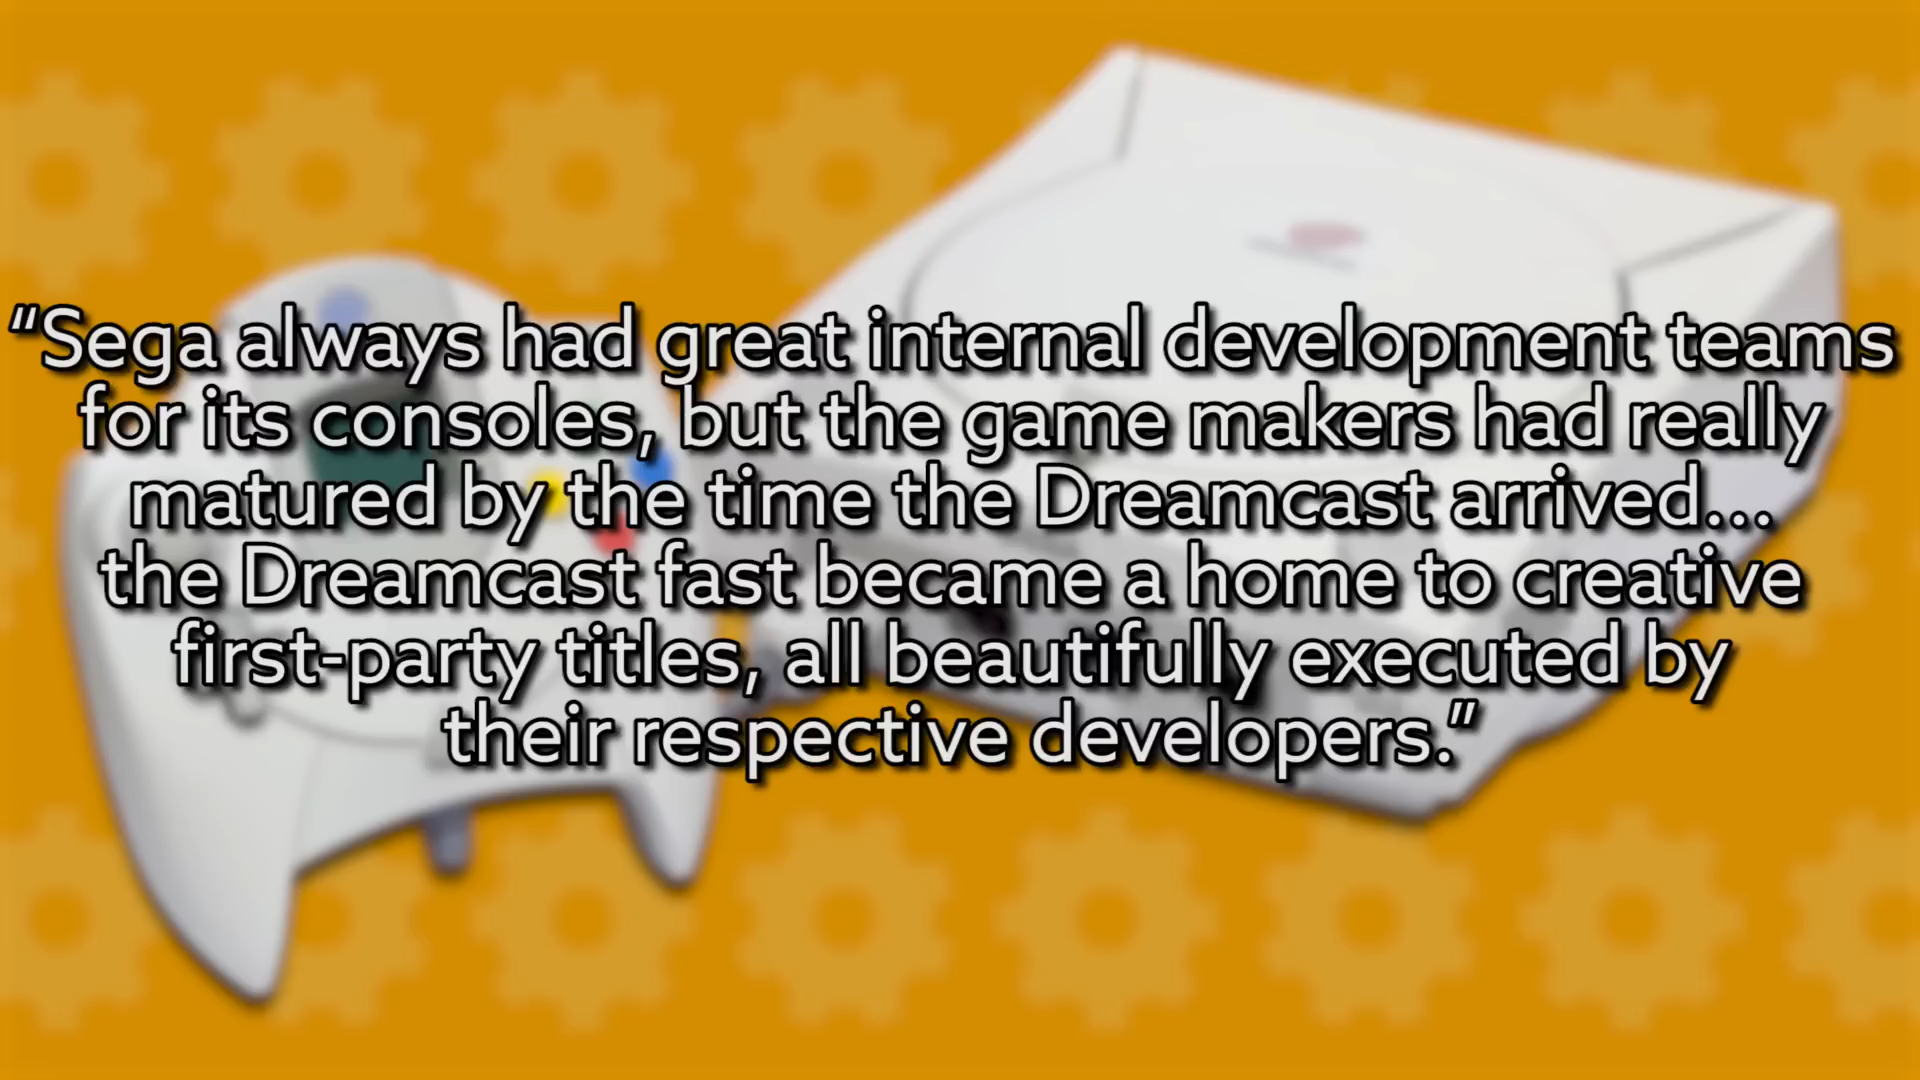 “Sega always had great internal development teams
for its consoles, but the game makers had really
matured by the time the Dreamcast arrived...
the Dreamcast fast became a home to creative
first-party titles, all beautifully executed by
their respective developers.”